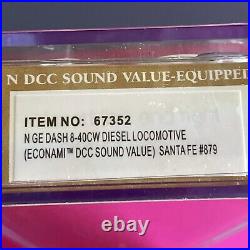 N DCC SOUND VALUE-EQUIPPED
ITEM NO: 67352
N GE DASH 8-40CW DIESEL LOCOMOTIVE
(ECONAMI™ DCC SOUND VALUE) SANTA FE #879